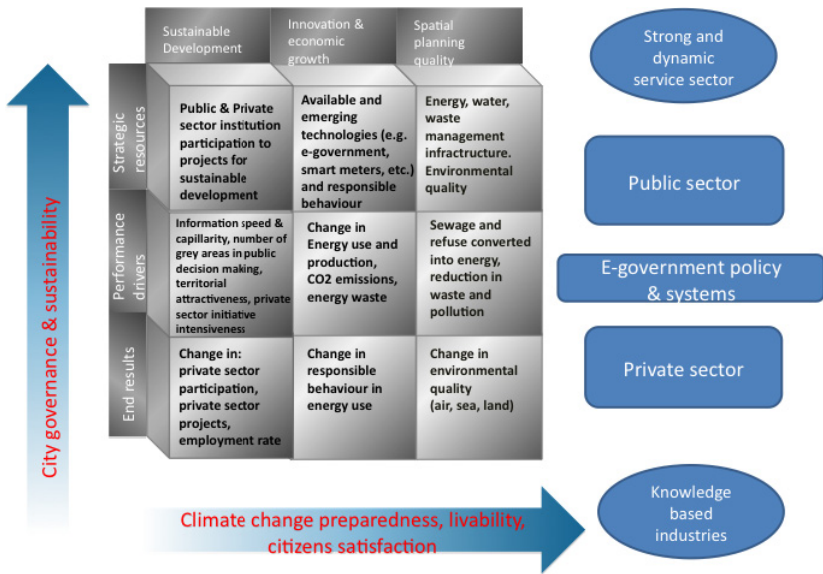 Sustainable
Development
Innovation &
economic
growth
Spatial
planning
quality
Strategic
resources
Public & Private
sector institution
participation to
projects for
sustainable
development
Available and
emerging
technologies (e.g.
e-government,
smart meters, etc.)
and responsible
behaviour
Energy, water,
waste
management
infractructure.
Environmental
quality
Performance
drivers
Information speed &
capillarity, number of
grey areas in public
decision making,
territorial
attractiveness, private
sector initiative
intensiveness
Change in
Energy use and
production,
CO2 emissions,
energy waste
Sewage and
refuse converted
into energy,
reduction in
waste and
pollution
End results
Change in:
private sector
participation,
private sector
projects,
employment rate
Change in
responsible
behaviour in
energy use
Change in
environmental
quality
(air, sea, land)
City governance & sustainability
Climate change preparedness, livability,
citizens satisfaction
Strong and
dynamic
service sector
Public sector
E-government policy
& systems
Private sector
Knowledge
based
industries